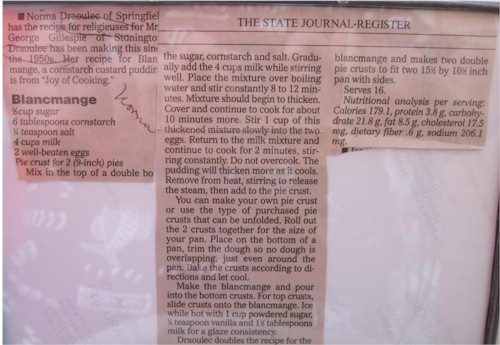 THE STATE JOURNAL-REGISTER
■ Norma Draoulec of Springfiel
has the recipe for religieuses for Mr
George Gillespie of Stonington
Draoulec has been making this sinc
the 1950s. Her recipe for Blan
mange, a cornstarch custard puddin
is from "Joy of Cooking."
Norma
Blancmange
cup sugar
6 tablespoons cornstarch
¼ teaspoon salt
4 cups milk
2 well-beaten eggs
Pie crust for 2 (9-inch) pies
Mix in the top of a double bo
the sugar, cornstarch and salt. Gradu-
ally add the 4 cups milk while stirring
well. Place the mixture over boiling
water and stir constantly 8 to 12 min-
utes. Mixture should begin to thicken.
Cover and continue to cook for about
10 minutes more. Stir 1 cup of this
thickened mixture slowly into the two
eggs. Return to the milk mixture and
continue to cook for 2 minutes, stir-
ring constantly. Do not overcook. The
pudding will thicken more as it cools.
Remove from heat, stirring to release
the steam, then add to the pie crust.
You can make your own pie crust
or use the type of purchased pie
crusts that can be unfolded. Roll out
the 2 crusts together for the size of
your pan. Place on the bottom of a
pan, trim the dough so no dough is
overlapping, just even around the
pan. Bake the crusts according to di-
rections and let cool.
Make the blancmange and pour
into the bottom crusts. For top crusts,
slide crusts onto the blancmange. Ice
while hot with 1 cup powdered sugar,
¼ teaspoon vanilla and 1½ tablespoons
milk for a glaze consistency.
Draoulec doubles the recipe for the
blancmange and makes two double
pie crusts to fit two 15½ by 10½ inch
pan with sides.
Serves 16.
Nutritional analysis per serving:
Calories 179.1, protein 3.8 g, carbohy-
drate 21.8 g, fat 8.5 g, cholesterol 17.5
mg, dietary fiber .6 g, sodium 206.1
mg.